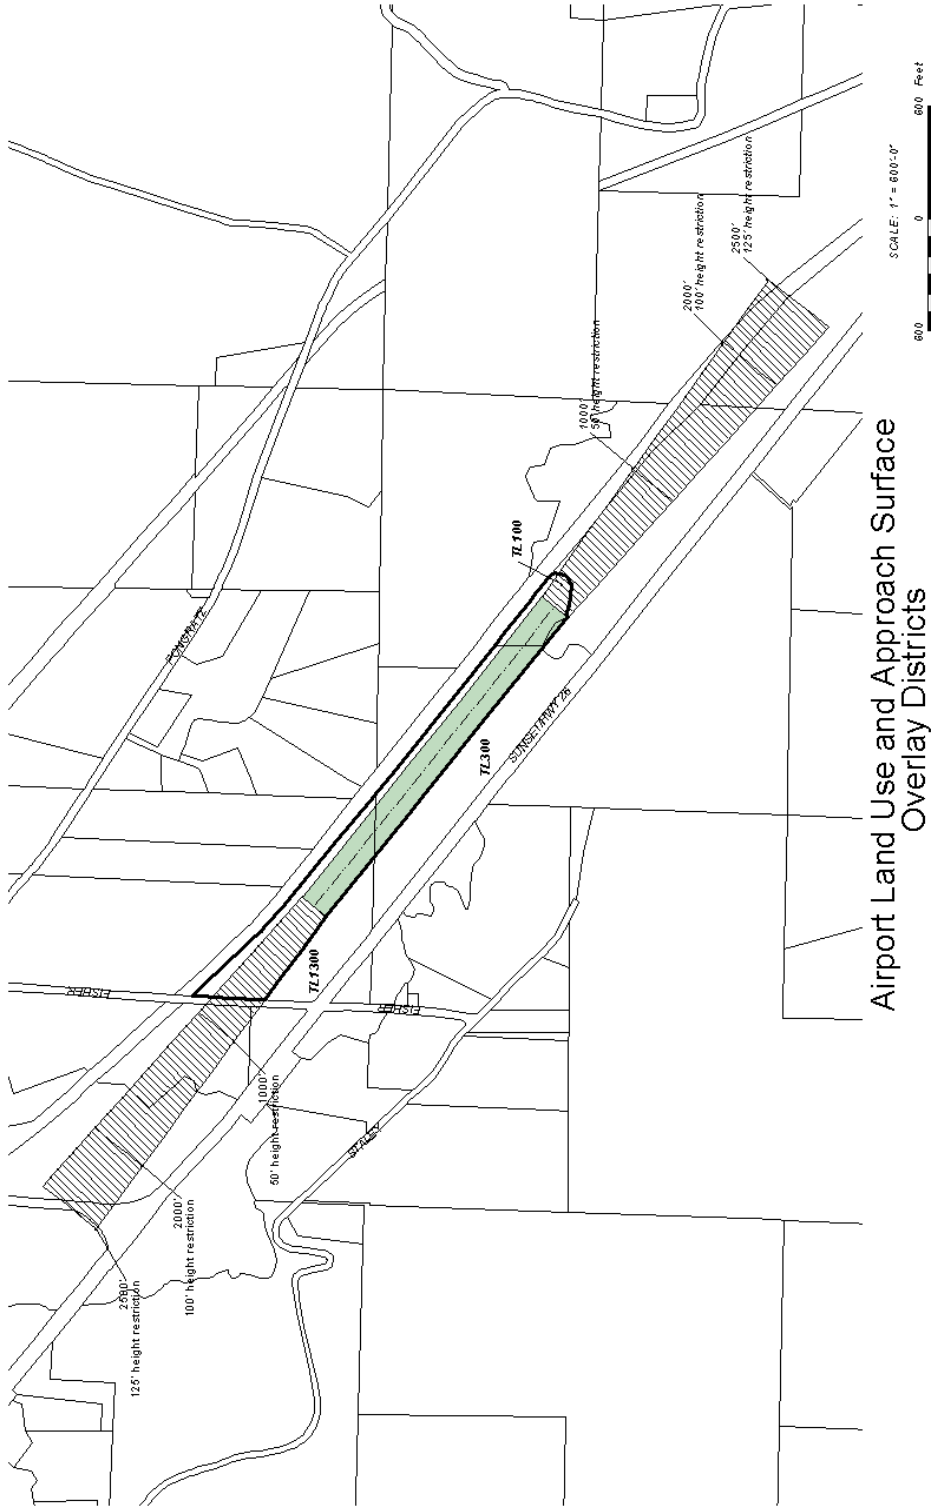 SCALE: 1" = 600'-0"
600
0
600 Feet
2500'
125' height restriction
2000'
100' height restriction
1000'
50' height restriction
TL100
PONGRATZ
TL300
SUNSET/HWY 26
TL1300
FISHER
FISHER
STALEY
1000'
50' height restriction
2000'
100' height restriction
2500'
125' height restriction
Airport Land Use and Approach Surface
Overlay Districts